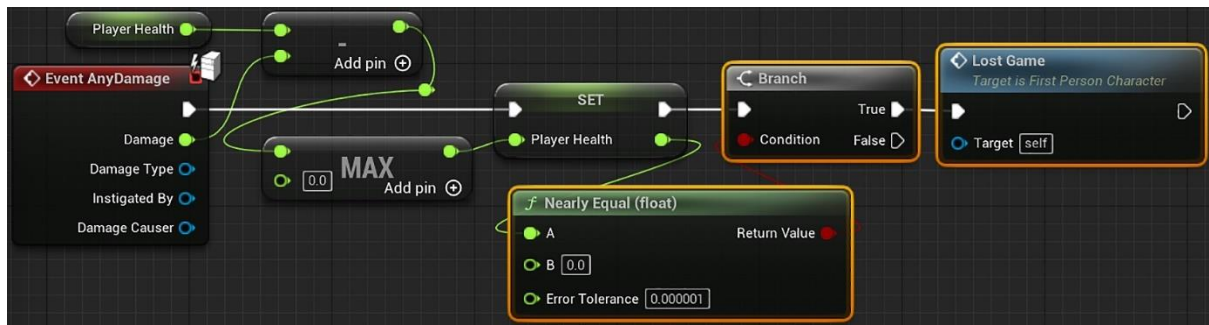 Player Health
-
Add pin
Event AnyDamage
Damage
Damage Type
Instigated By
Damage Causer
0.0
MAX
Add pin
SET
Player Health
Branch
True
Condition
False
Lost Game
Target is First Person Character
Target self
f Nearly Equal (float)
A
Return Value
B 0.0
Error Tolerance 0.000001